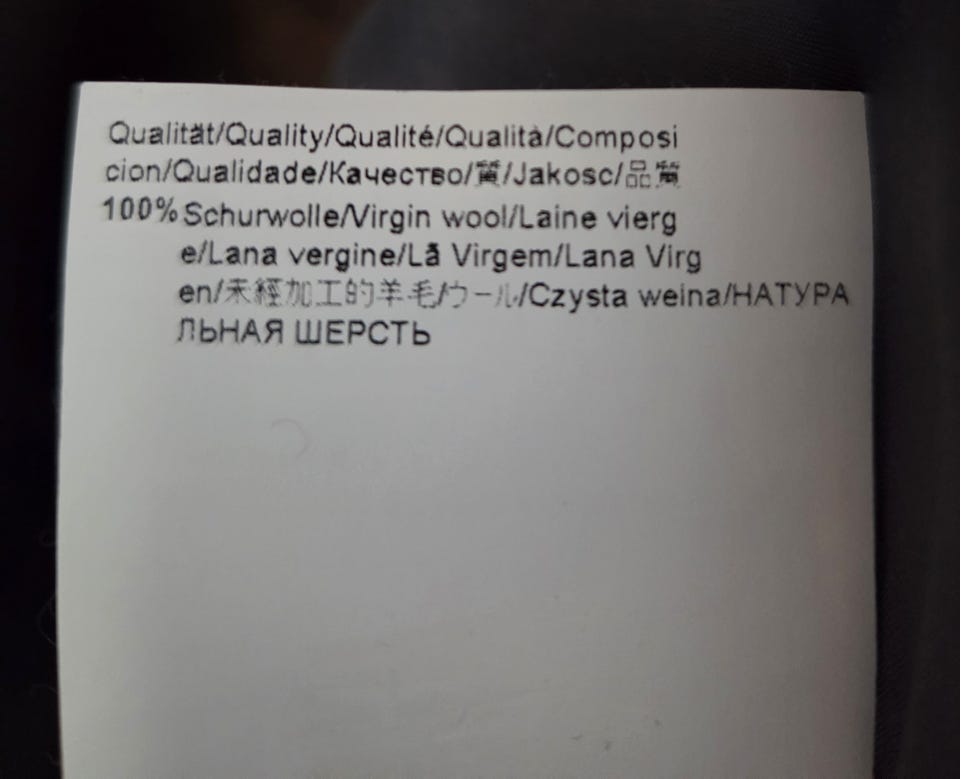 Qualität/Quality/Qualité/Qualità/Composi
cion/Qualidade/Качество/質/Jakosc/品質
100% Schurwolle/Virgin wool/Laine vierg
e/Lana vergine/Lã Virgem/Lana Virg
en/未經加工的羊毛/ウール/Czysta weina/НАТУРА
ЛЬНАЯ ШЕРСТЬ